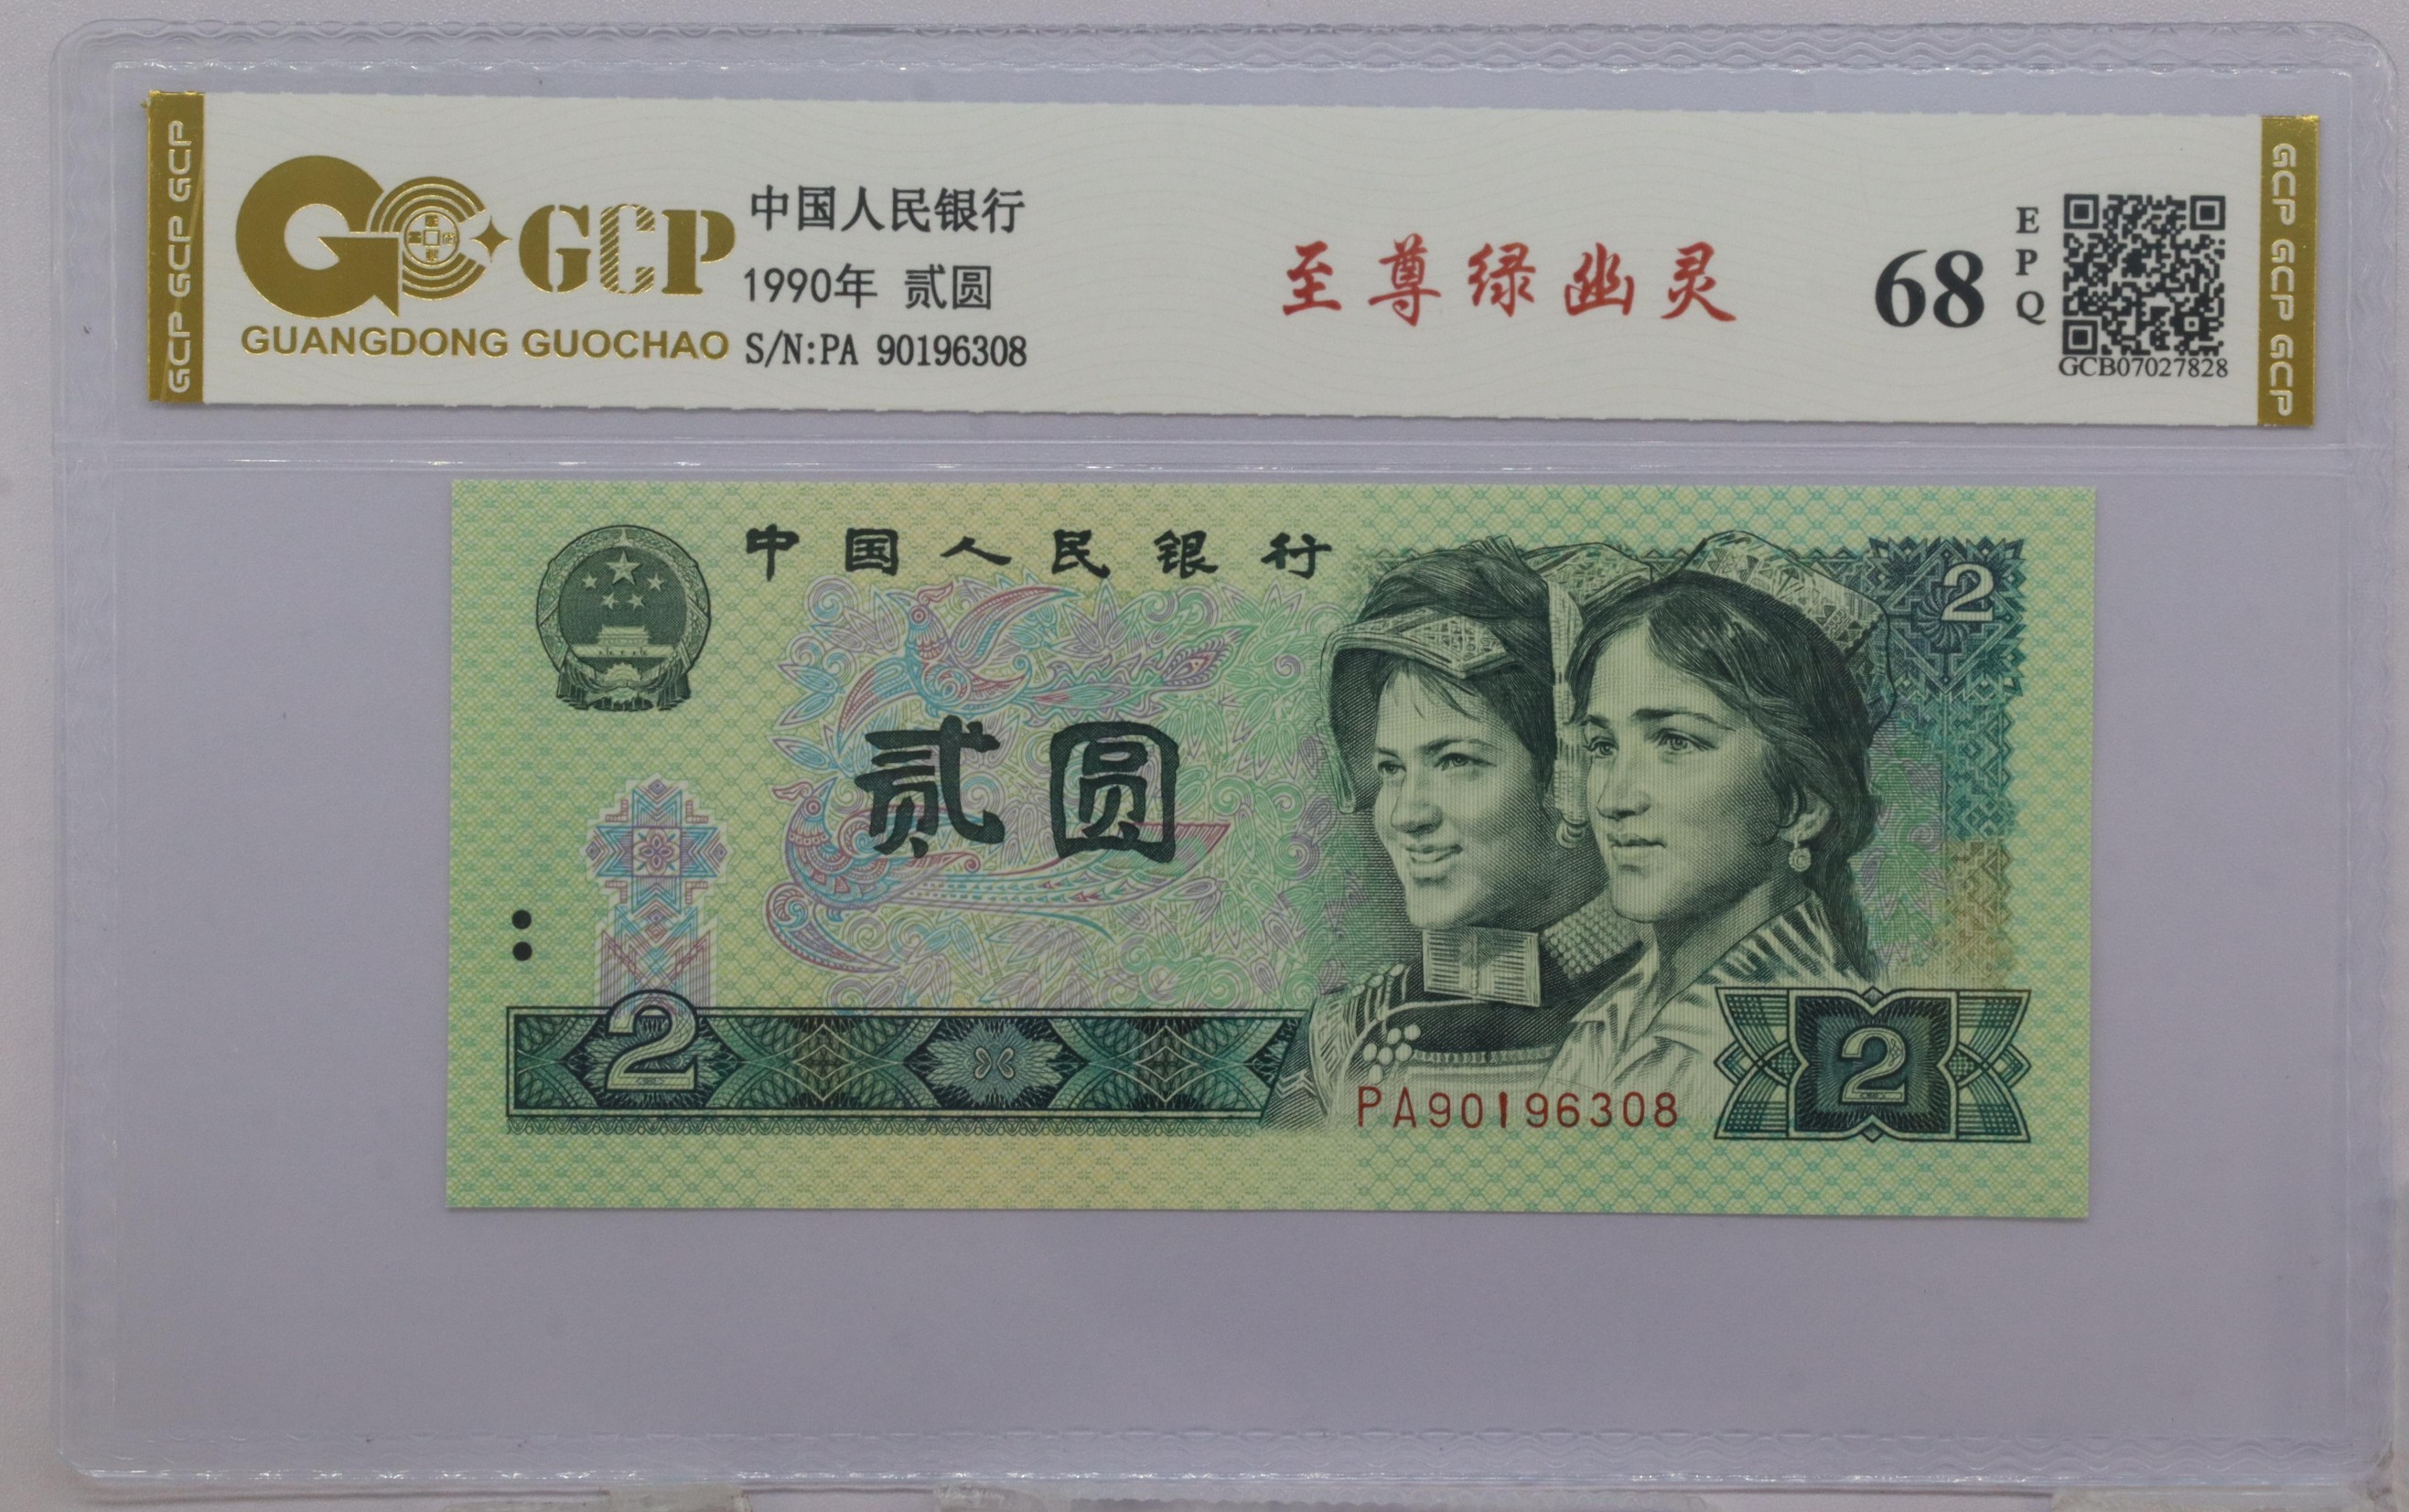 GCP GCP GCP
GCP
GUANGDONG GUOCHAO
中国人民银行
1990年 贰圆
S/N:PA 90196308
至尊绿幽灵
68
EPQ
GCB07027828
GCP GCP GCP
中国人民银行
2
贰圆
2
PA90196308
2